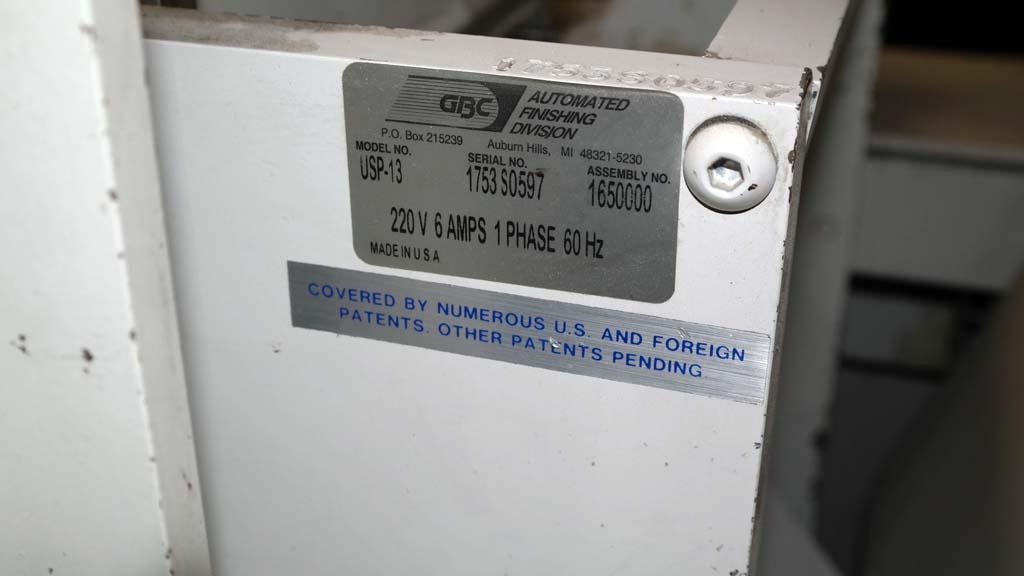 1753S0597
GBC
AUTOMATED
FINISHING
DIVISION
P.O. Box 215239 Auburn Hills, MI 48321-5230
MODEL NO. SERIAL NO. ASSEMBLY NO.
USP-13 1753 S0597 1650000
220 V 6 AMPS 1 PHASE 60 Hz
MADE IN U S A
COVERED BY NUMEROUS U.S. AND FOREIGN
PATENTS. OTHER PATENTS PENDING